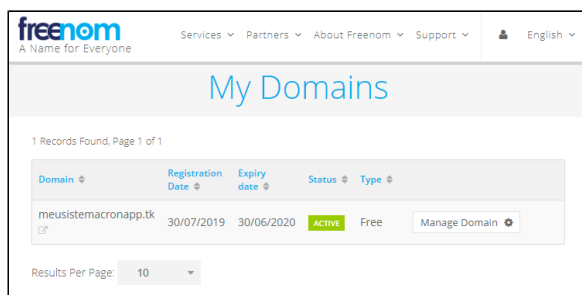 freenom
A Name for Everyone
Services Partners About Freenom Support English
My Domains
1 Records Found, Page 1 of 1
Domain Registration Date Expiry date Status Type
meusistemacronapp.tk 30/07/2019 30/06/2020 ACTIVE Free Manage Domain
Results Per Page: 10